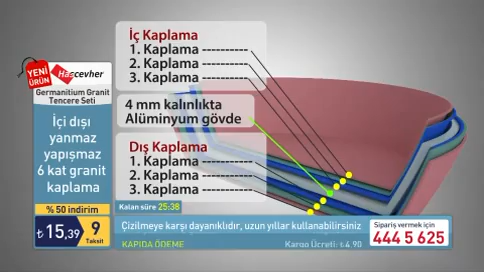 YENİ
ÜRÜN
Hascevher
Germanitium Granit
Tencere Seti
İçi dışı
yanmaz
yapışmaz
6 kat granit
kaplama
% 50 indirim
₺ 15,39
9
Taksit
İç Kaplama
1. Kaplama -----------
2. Kaplama -----------
3. Kaplama -----------
4 mm kalınlıkta
Alüminyum gövde
Dış Kaplama
1. Kaplama -----------
2. Kaplama -----------
3. Kaplama -----------
Kalan süre 25:38
Çizilmeye karşı dayanıklıdır, uzun yıllar kullanabilirsiniz
KAPIDA ÖDEME
Kargo Ücreti: ₺4,90
Sipariş vermek için
444 5 625